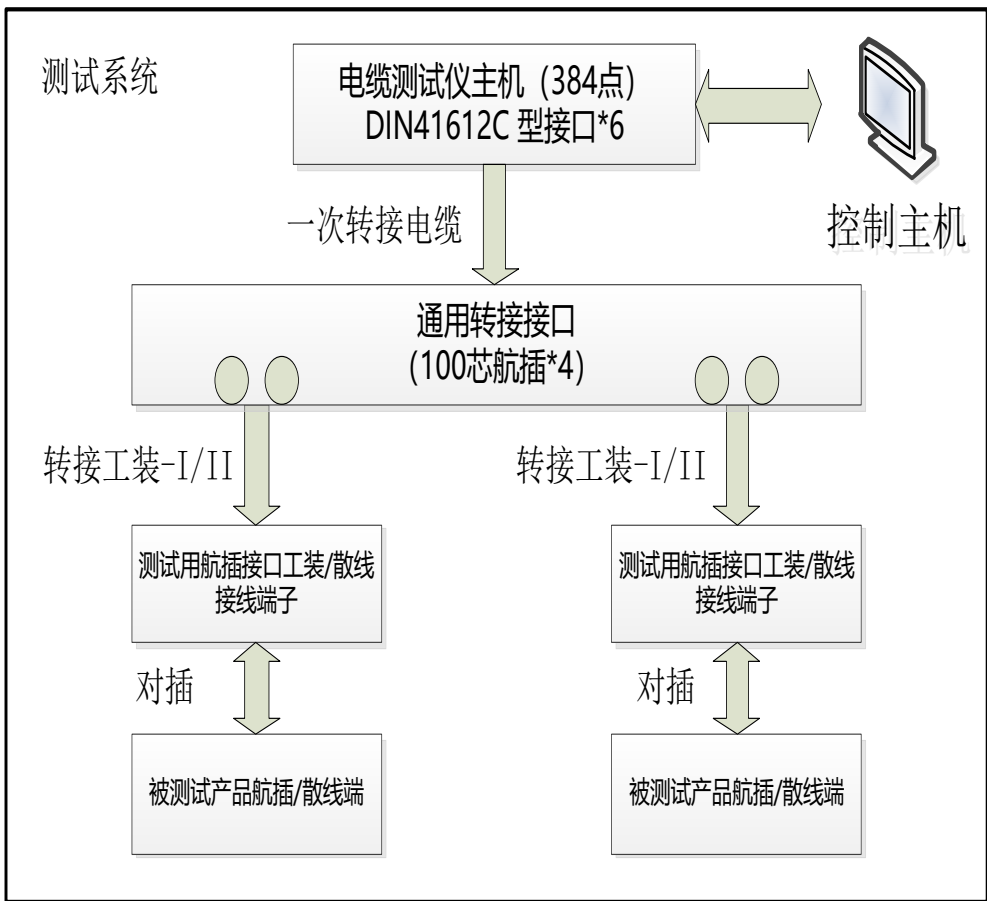 测试系统
电缆测试仪主机（384点）
DIN41612C 型接口*6
控制主机
一次转接电缆
通用转接接口
(100芯航插*4)
转接工装-I/II
转接工装-I/II
测试用航插接口工装/散线
接线端子
测试用航插接口工装/散线
接线端子
对插
对插
被测试产品航插/散线端
被测试产品航插/散线端